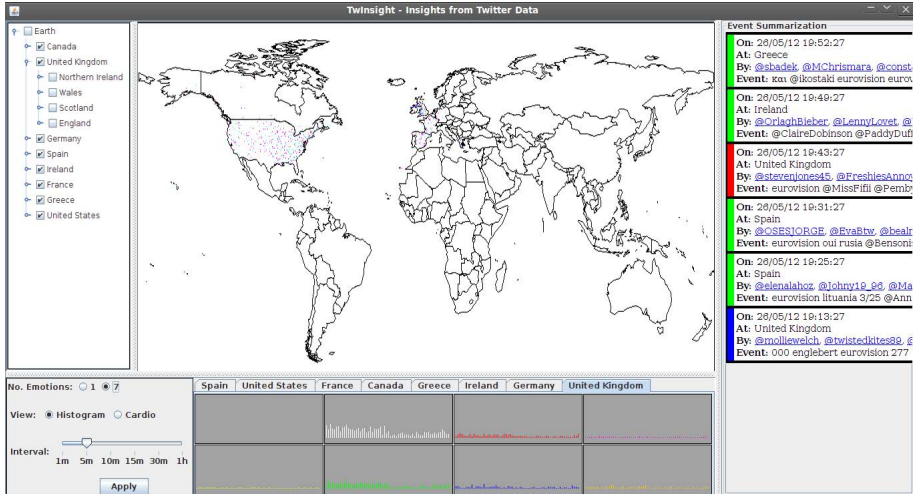 TwInsight - Insights from Twitter Data
Earth
Canada
United Kingdom
Northern Ireland
Wales
Scotland
England
Germany
Spain
Ireland
France
Greece
United States
Event Summarization
On: 26/05/12 19:52:27
At: Greece
By: @sbadek, @MChrismara, @const
Event: και @ikostaki eurovision euro
On: 26/05/12 19:49:27
At: Ireland
By: @OrlaghBieber, @LennyLovet, @
Event: @ClaireDobinson @PaddyDuf
On: 26/05/12 19:43:27
At: United Kingdom
By: @stevenjones45, @FreshiesAnno
Event: eurovision @MissFifii @Pemby
On: 26/05/12 19:31:27
At: Spain
By: @OSESJORGE, @EvaBtw, @bealr
Event: eurovision oui rusia @Bensoni
On: 26/05/12 19:25:27
At: Spain
By: @elenalahoz, @Johny19_96, @Ma
Event: eurovision lituania 3/25 @Ann
On: 26/05/12 19:13:27
At: United Kingdom
By: @molliewelch, @twistedkites89,
Event: 000 englebert eurovision 277
No. Emotions: 1 7
View: Histogram Cardio
Interval:
1m 5m 10m 15m 30m 1h
Apply
Spain United States France Canada Greece Ireland Germany United Kingdom